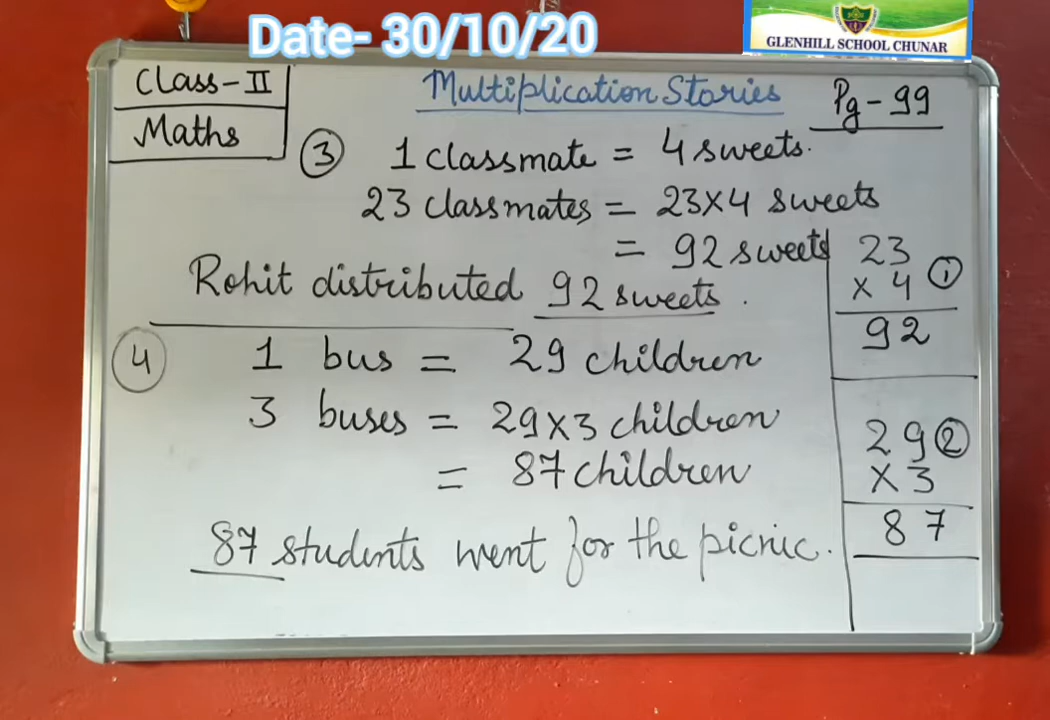 Date- 30/10/20
GLENHILL SCHOOL CHUNAR
Class-II
Maths
Multiplication Stories
Pg-99
③ 1 classmate = 4 sweets.
23 classmates = 23×4 sweets
= 92 sweets
Rohit distributed 92 sweets.
23
× 4 ①
92
④ 1 bus = 29 children
3 buses = 29×3 children
= 87 children
87 students went for the picnic.
29 ②
×3
87